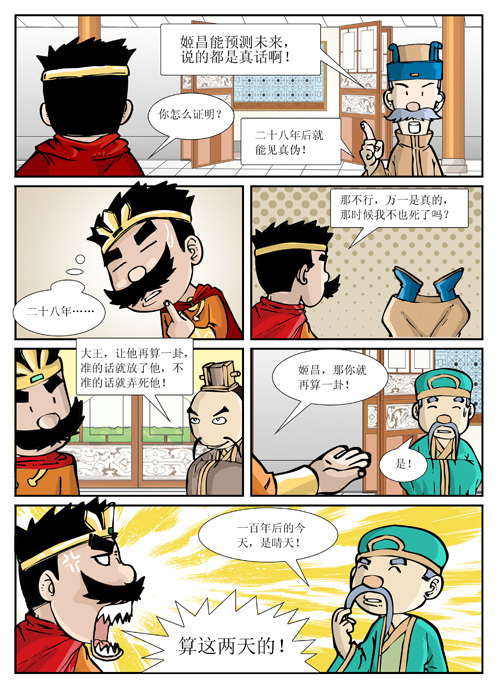 姬昌能预测未来，
说的都是真话啊！
你怎么证明？
二十八年后就
能见真伪！
二十八年……
那不行，万一是真的，
那时候我不也死了吗？
大王，让他再算一卦，
准的话就放了他，不
准的话就弄死他！
姬昌，那你就
再算一卦！
是！
一百年后的今
天，是晴天！
算这两天的！